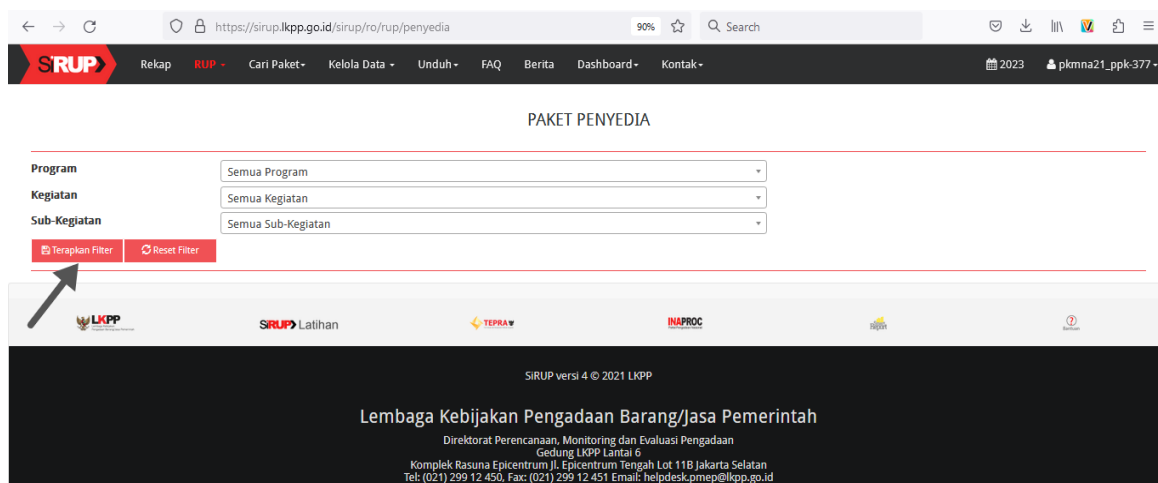 https://sirup.lkpp.go.id/sirup/ro/rup/penyedia 90% Search
SiRUP Rekap RUP Cari Paket Kelola Data Unduh FAQ Berita Dashboard Kontak 2023 pkmna21_ppk-377
PAKET PENYEDIA
Program Semua Program
Kegiatan Semua Kegiatan
Sub-Kegiatan Semua Sub-Kegiatan
Terapkan Filter Reset Filter
LKPP SiRUP Latihan TEPRA INAPROC
SiRUP versi 4 © 2021 LKPP
Lembaga Kebijakan Pengadaan Barang/Jasa Pemerintah
Direktorat Perencanaan, Monitoring dan Evaluasi Pengadaan
Gedung LKPP Lantai 6
Komplek Rasuna Epicentrum Jl. Epicentrum Tengah Lot 11B Jakarta Selatan
Tel: (021) 299 12 450, Fax: (021) 299 12 451 Email: helpdesk.pmep@lkpp.go.id